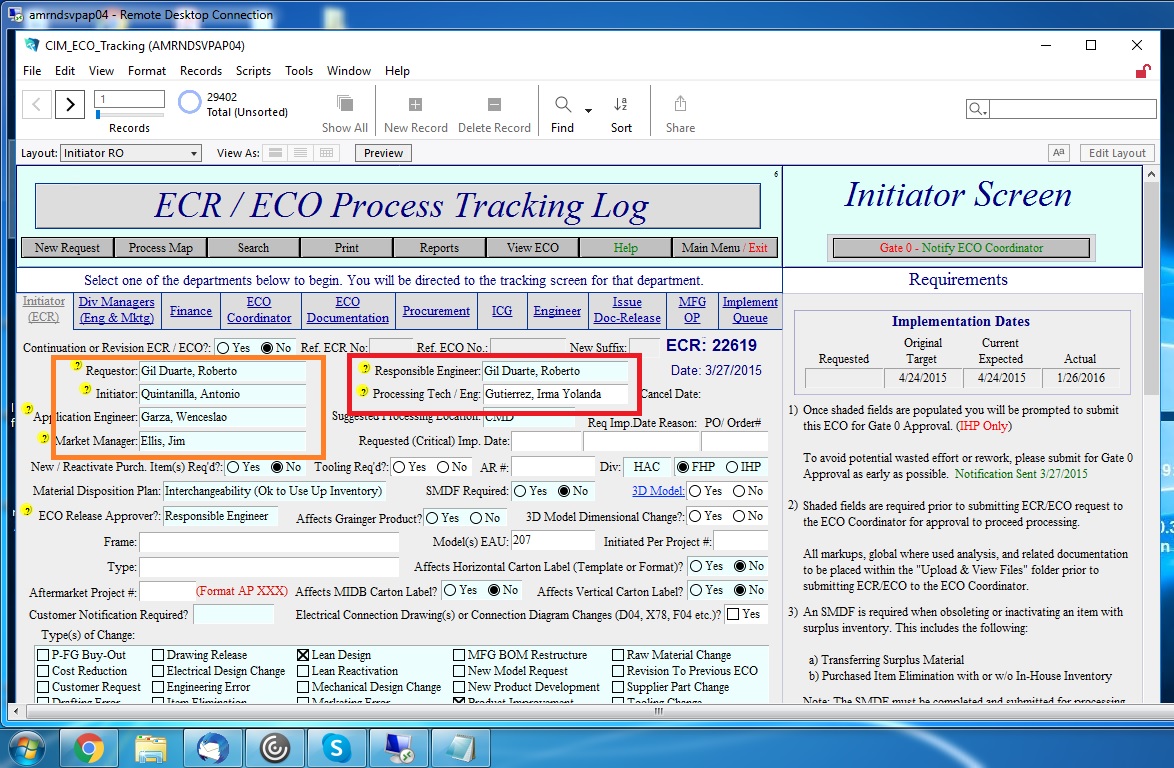 amrndsvpap04 - Remote Desktop Connection
CIM_ECO_Tracking (AMRNDSVPAP04)
File Edit View Format Records Scripts Tools Window Help
1
29402
Total (Unsorted)
Records
Show All New Record Delete Record Find Sort Share
Layout: Initiator RO View As: Preview Aa Edit Layout
6
ECR / ECO Process Tracking Log
Initiator Screen
New Request Process Map Search Print Reports View ECO Help Main Menu / Exit
Gate 0 - Notify ECO Coordinator
Select one of the departments below to begin. You will be directed to the tracking screen for that department.
Requirements
Initiator (ECR)
Div Managers (Eng & Mktg)
Finance
ECO Coordinator
ECO Documentation
Procurement
ICG
Engineer
Issue Doc-Release
MFG OP
Implement Queue
Continuation or Revision ECR / ECO?: Yes No Ref. ECR No: Ref. ECO No.: New Suffix: ECR: 22619
? Requestor: Gil Duarte, Roberto ? Responsible Engineer: Gil Duarte, Roberto Date: 3/27/2015
? Initiator: Quintanilla, Antonio ? Processing Tech / Eng: Gutierrez, Irma Yolanda Cancel Date:
? Application Engineer: Garza, Wenceslao Suggested Processing Location: CMD Req Imp.Date Reason: PO/ Order#
? Market Manager: Ellis, Jim Requested (Critical) Imp. Date:
New / Reactivate Purch. Item(s) Req'd?: Yes No Tooling Req'd?: Yes No AR #: Div: HAC FHP IHP
Material Disposition Plan: Interchangeability (Ok to Use Up Inventory) SMDF Required: Yes No 3D Model: Yes No
? ECO Release Approver?: Responsible Engineer Affects Grainger Product? Yes No 3D Model Dimensional Change?: Yes No
Frame: Model(s) EAU: 207 Initiated Per Project #:
Type: Affects Horizontal Carton Label (Template or Format)? Yes No
Aftermarket Project #: (Format AP XXX) Affects MIDB Carton Label? Yes No Affects Vertical Carton Label? Yes No
Customer Notification Required? Electrical Connection Drawing(s) or Connection Diagram Changes (D04, X78, F04 etc.)? Yes
Type(s) of Change:
P-FG Buy-Out Drawing Release Lean Design MFG BOM Restructure Raw Material Change
Cost Reduction Electrical Design Change Lean Reactivation New Model Request Revision To Previous ECO
Customer Request Engineering Error Mechanical Design Change New Product Development Supplier Part Change
Drafting Error Item Elimination Marketing Error Product Improvement Tooling Change
Implementation Dates
Requested Original Target Current Expected Actual
4/24/2015 4/24/2015 1/26/2016
1) Once shaded fields are populated you will be prompted to submit
this ECO for Gate 0 Approval. (IHP Only)
To avoid potential wasted effort or rework, please submit for Gate 0
Approval as early as possible. Notification Sent 3/27/2015
2) Shaded fields are required prior to submitting ECR/ECO request to
the ECO Coordinator for approval to proceed processing.
All markups, global where used analysis, and related documentation
to be placed within the "Upload & View Files" folder prior to
submitting ECR/ECO to the ECO Coordinator.
3) An SMDF is required when obsoleting or inactivating an item with
surplus inventory. This includes the following:
a) Transferring Surplus Material
b) Purchased Item Elimination with or w/o In-House Inventory
Note: The SMDF must be completed and submitted for processing